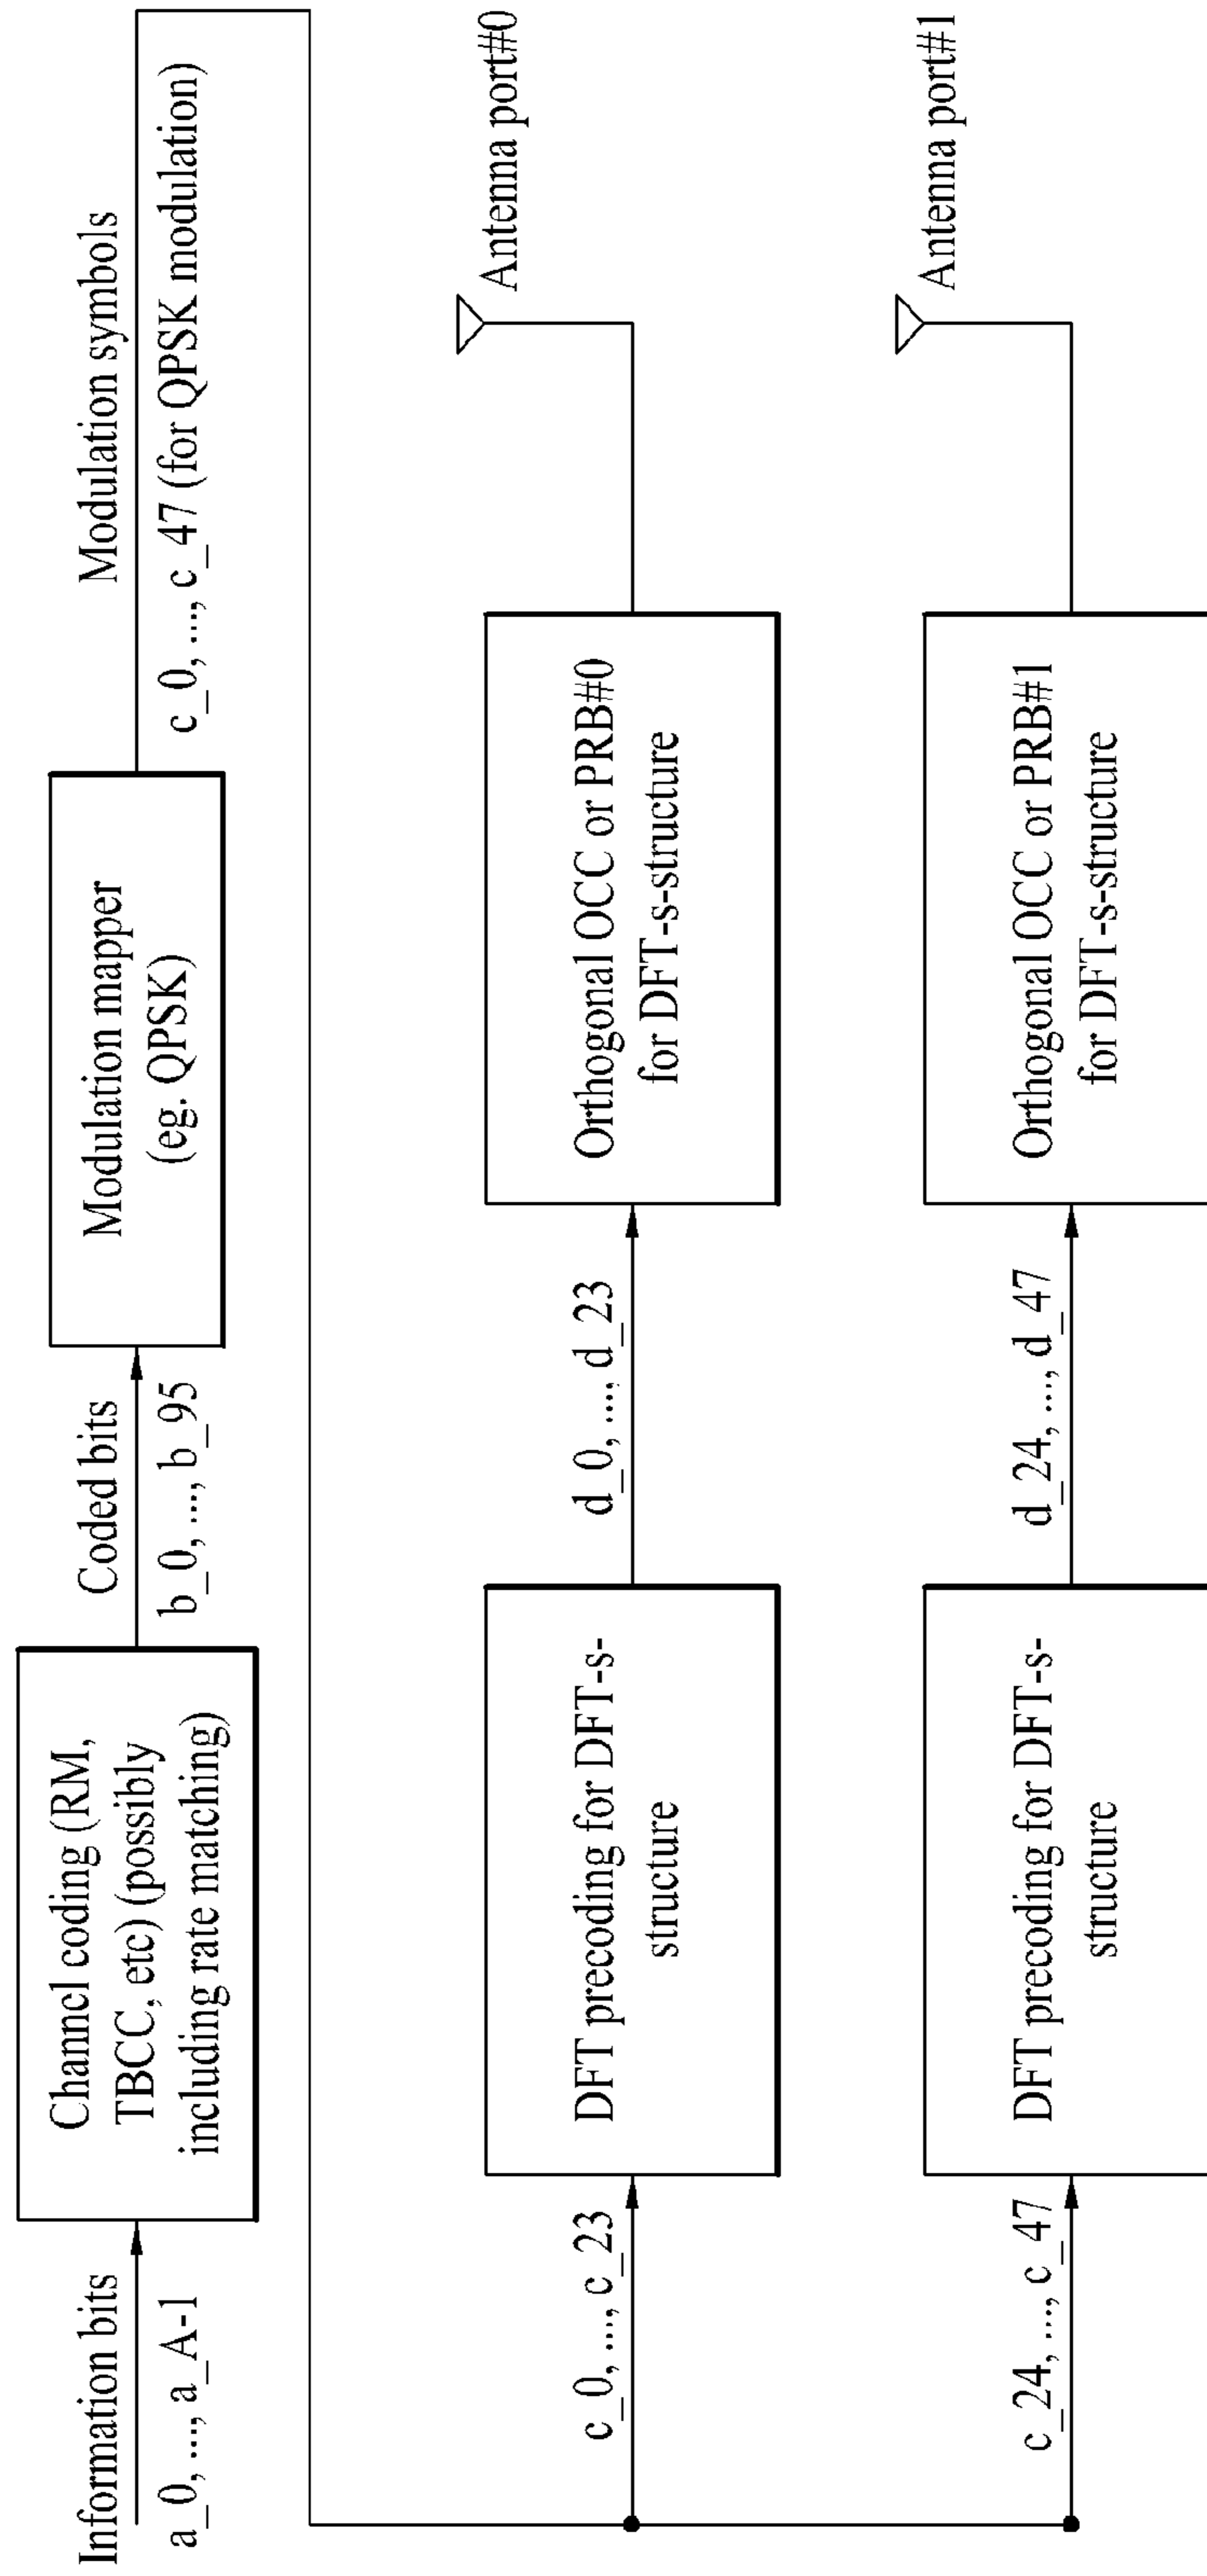 Information bits
a_0, ..., a_A-1
Channel coding (RM,
TBCC, etc) (possibly
including rate matching)
Coded bits
b_0, ..., b_95
Modulation mapper
(eg. QPSK)
Modulation symbols
c_0, ..., c_47 (for QPSK modulation)
c_0, ..., c_23
DFT precoding for DFT-s-
structure
d_0, ..., d_23
Orthogonal OCC or PRB#0
for DFT-s-structure
Antenna port#0
c_24, ..., c_47
DFT precoding for DFT-s-
structure
d_24, ..., d_47
Orthogonal OCC or PRB#1
for DFT-s-structure
Antenna port#1